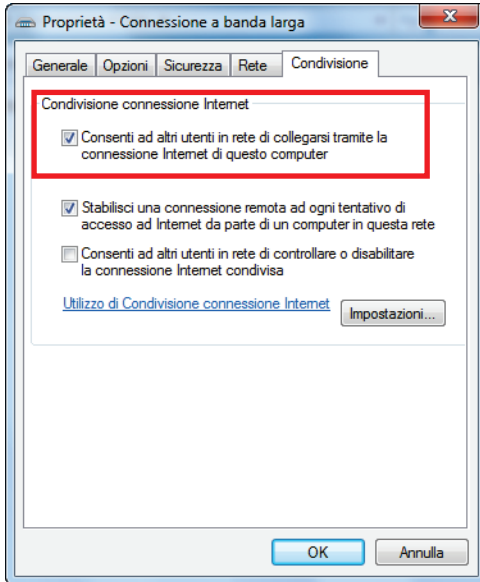 Proprietà - Connessione a banda larga
Generale Opzioni Sicurezza Rete Condivisione
Condivisione connessione Internet
Consenti ad altri utenti in rete di collegarsi tramite la
connessione Internet di questo computer
Stabilisci una connessione remota ad ogni tentativo di
accesso ad Internet da parte di un computer in questa rete
Consenti ad altri utenti in rete di controllare o disabilitare
la connessione Internet condivisa
Utilizzo di Condivisione connessione Internet
Impostazioni...
OK Annulla